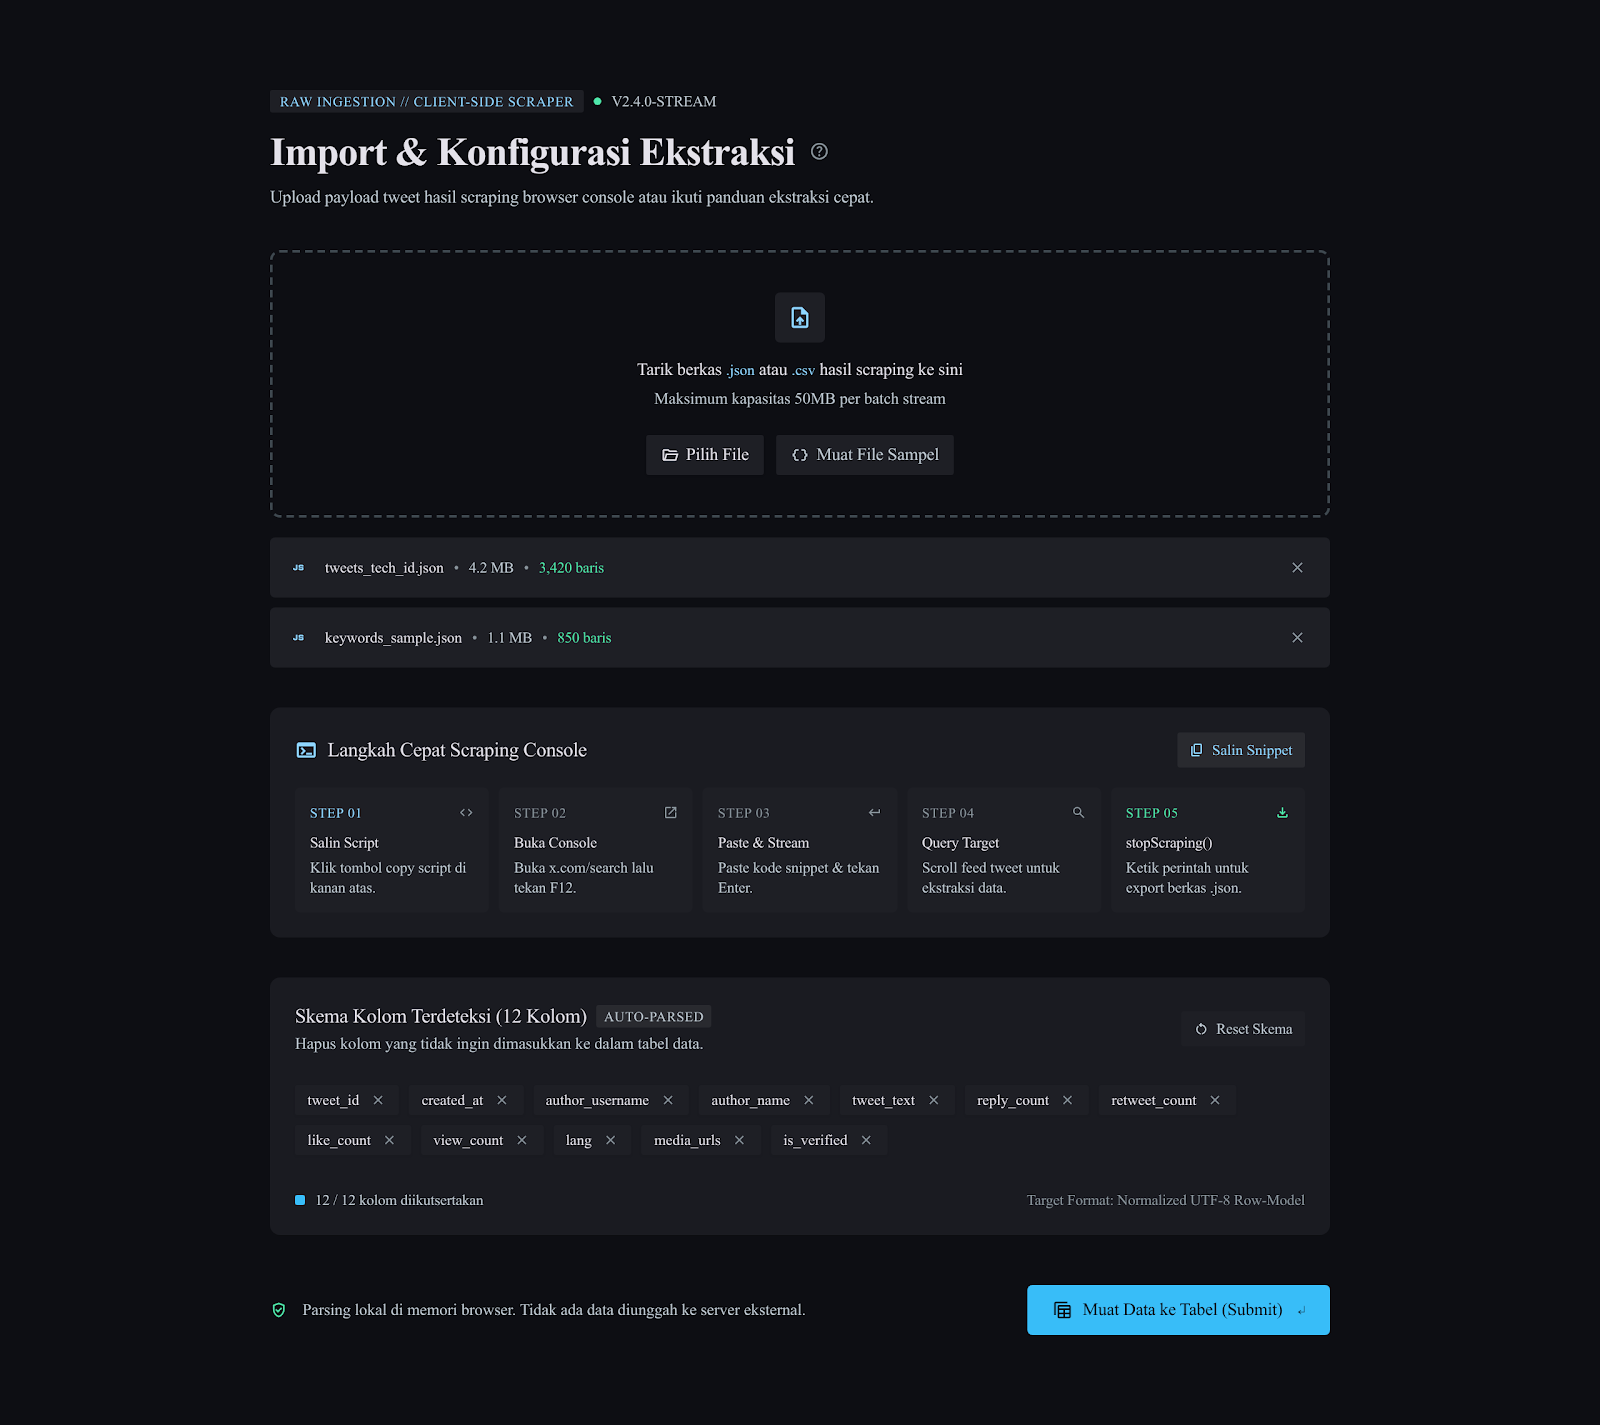 RAW INGESTION // CLIENT-SIDE SCRAPER V2.4.0-STREAM
Import & Konfigurasi Ekstraksi
Upload payload tweet hasil scraping browser console atau ikuti panduan ekstraksi cepat.
Tarik berkas .json atau .csv hasil scraping ke sini
Maksimum kapasitas 50MB per batch stream
Pilih File
Muat File Sampel
JS tweets_tech_id.json • 4.2 MB • 3,420 baris
JS keywords_sample.json • 1.1 MB • 850 baris
Langkah Cepat Scraping Console
Salin Snippet
STEP 01
Salin Script
Klik tombol copy script di
kanan atas.
STEP 02
Buka Console
Buka x.com/search lalu
tekan F12.
STEP 03
Paste & Stream
Paste kode snippet & tekan
Enter.
STEP 04
Query Target
Scroll feed tweet untuk
ekstraksi data.
STEP 05
stopScraping()
Ketik perintah untuk
export berkas .json.
Skema Kolom Terdeteksi (12 Kolom) AUTO-PARSED
Hapus kolom yang tidak ingin dimasukkan ke dalam tabel data.
Reset Skema
tweet_id created_at author_username author_name tweet_text reply_count retweet_count
like_count view_count lang media_urls is_verified
12 / 12 kolom diikutsertakan
Target Format: Normalized UTF-8 Row-Model
Parsing lokal di memori browser. Tidak ada data diunggah ke server eksternal.
Muat Data ke Tabel (Submit) ↲